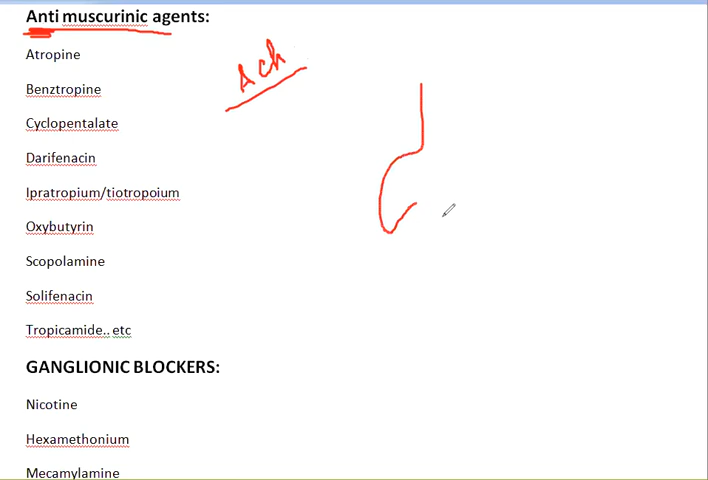 Anti muscurinic agents:
Atropine
Ach
Benztropine
Cyclopentalate
Darifenacin
Ipratropium/tiotropoium
Oxybutyrin
Scopolamine
Solifenacin
Tropicamide.. etc
GANGLIONIC BLOCKERS:
Nicotine
Hexamethonium
Mecamylamine